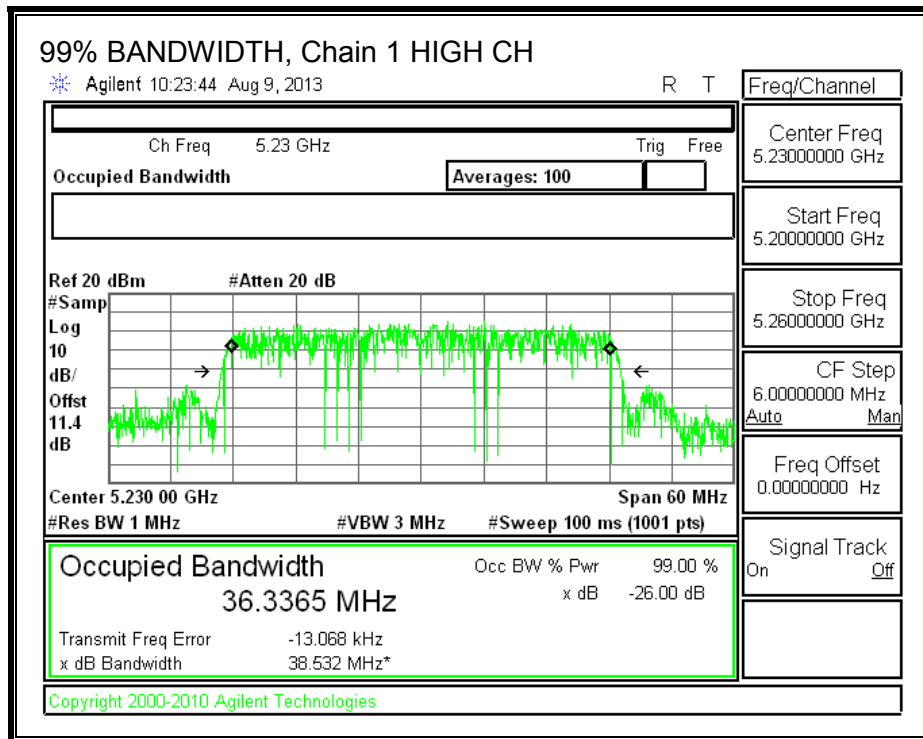 99% BANDWIDTH, Chain 1 HIGH CH
Agilent 10:23:44 Aug 9, 2013 R T
Freq/Channel
Ch Freq 5.23 GHz Trig Free
Occupied Bandwidth Averages: 100
Center Freq
5.23000000 GHz
Start Freq
5.20000000 GHz
Stop Freq
5.26000000 GHz
CF Step
6.00000000 MHz
Auto Man
Freq Offset
0.00000000 Hz
Signal Track
On Off
Ref 20 dBm #Atten 20 dB
#Samp
Log
10
dB/
Offst
11.4
dB
Center 5.230 00 GHz Span 60 MHz
#Res BW 1 MHz #VBW 3 MHz #Sweep 100 ms (1001 pts)
Occupied Bandwidth Occ BW % Pwr 99.00 %
36.3365 MHz x dB -26.00 dB
Transmit Freq Error -13.068 kHz
x dB Bandwidth 38.532 MHz*
Copyright 2000-2010 Agilent Technologies